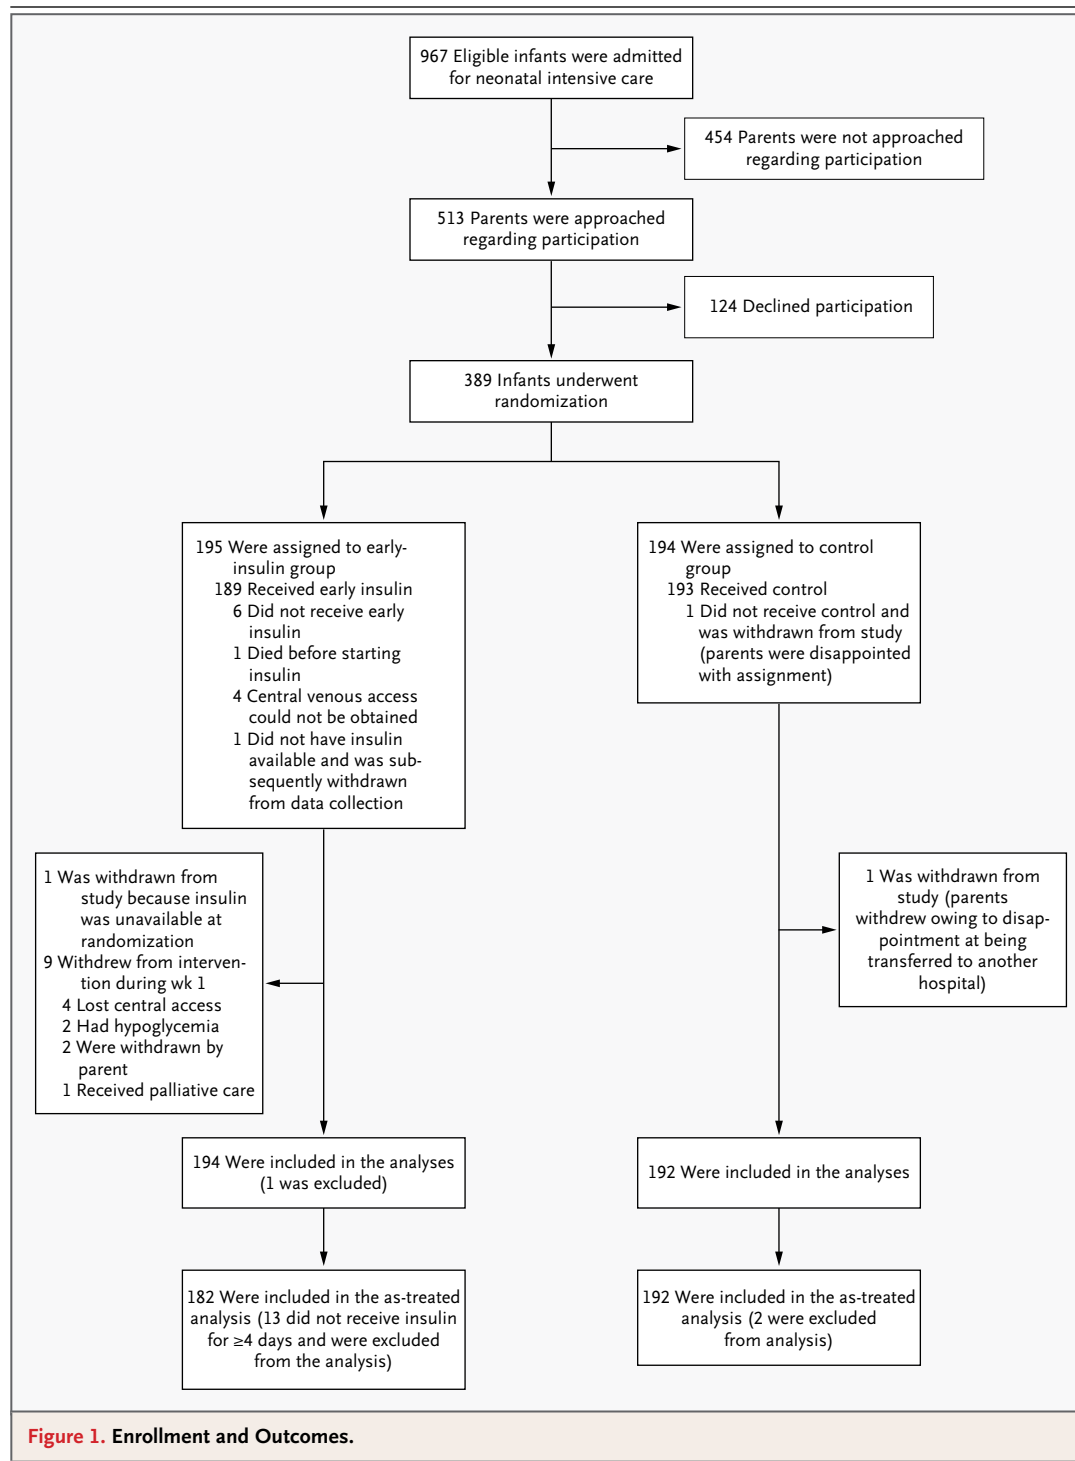 967 Eligible infants were admitted
for neonatal intensive care
454 Parents were not approached
regarding participation
513 Parents were approached
regarding participation
124 Declined participation
389 Infants underwent
randomization
195 Were assigned to early-
insulin group
189 Received early insulin
6 Did not receive early
insulin
1 Died before starting
insulin
4 Central venous access
could not be obtained
1 Did not have insulin
available and was sub-
sequently withdrawn
from data collection
194 Were assigned to control
group
193 Received control
1 Did not receive control and
was withdrawn from study
(parents were disappointed
with assignment)
1 Was withdrawn from
study because insulin
was unavailable at
randomization
9 Withdrew from interven-
tion during wk 1
4 Lost central access
2 Had hypoglycemia
2 Were withdrawn by
parent
1 Received palliative care
1 Was withdrawn from
study (parents
withdrew owing to disap-
pointment at being
transferred to another
hospital)
194 Were included in the analyses
(1 was excluded)
192 Were included in the analyses
182 Were included in the as-treated
analysis (13 did not receive insulin
for ≥4 days and were excluded
from the analysis)
192 Were included in the as-treated
analysis (2 were excluded
from analysis)
Figure 1. Enrollment and Outcomes.